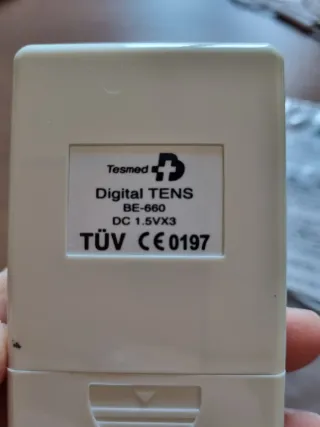 Tesmed
Digital TENS
BE-660
DC 1.5VX3
TÜV CE 0197